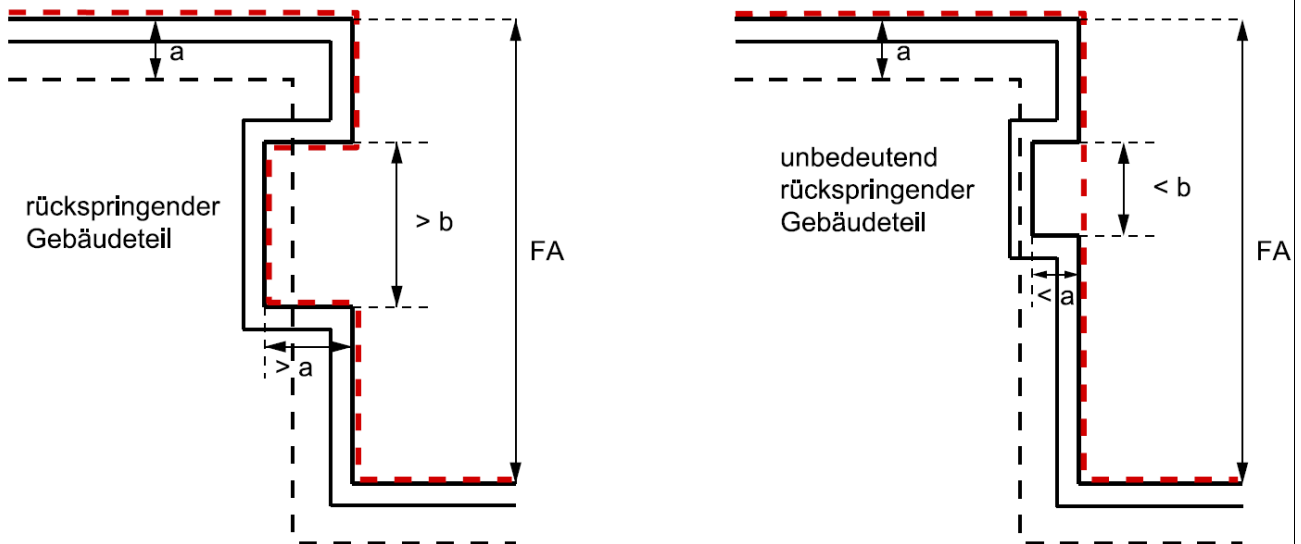 a
rückspringender
Gebäudeteil
> b
FA
> a
a
unbedeutend
rückspringender
Gebäudeteil
< b
FA
< a